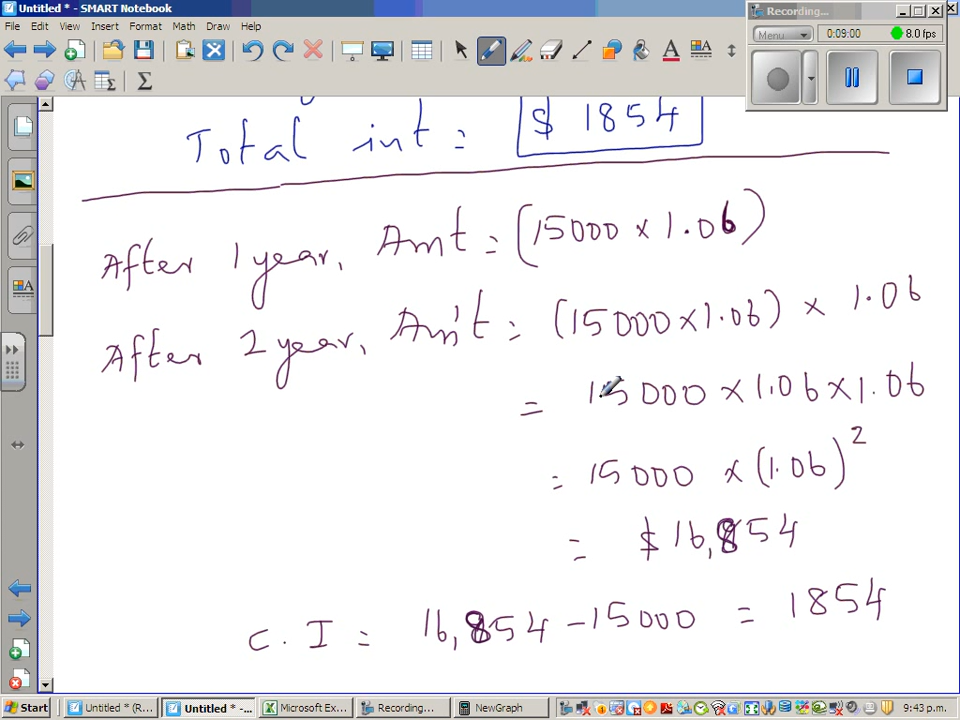 Untitled * - SMART Notebook
Recording...
File Edit View Insert Format Math Draw Help
Menu 0:09:00 8.0 fps
Total int = $ 1854
After 1 year, Amt = (15000 x 1.06)
After 2 year, Am't = (15000 x 1.06) x 1.06
= 15000 x 1.06 x 1.06
= 15000 x (1.06)²
= $ 16,854
C. I = 16,854 - 15000 = 1854
Start Untitled * (R... Untitled * -... Microsoft Ex... Recording... NewGraph 9:43 p.m.